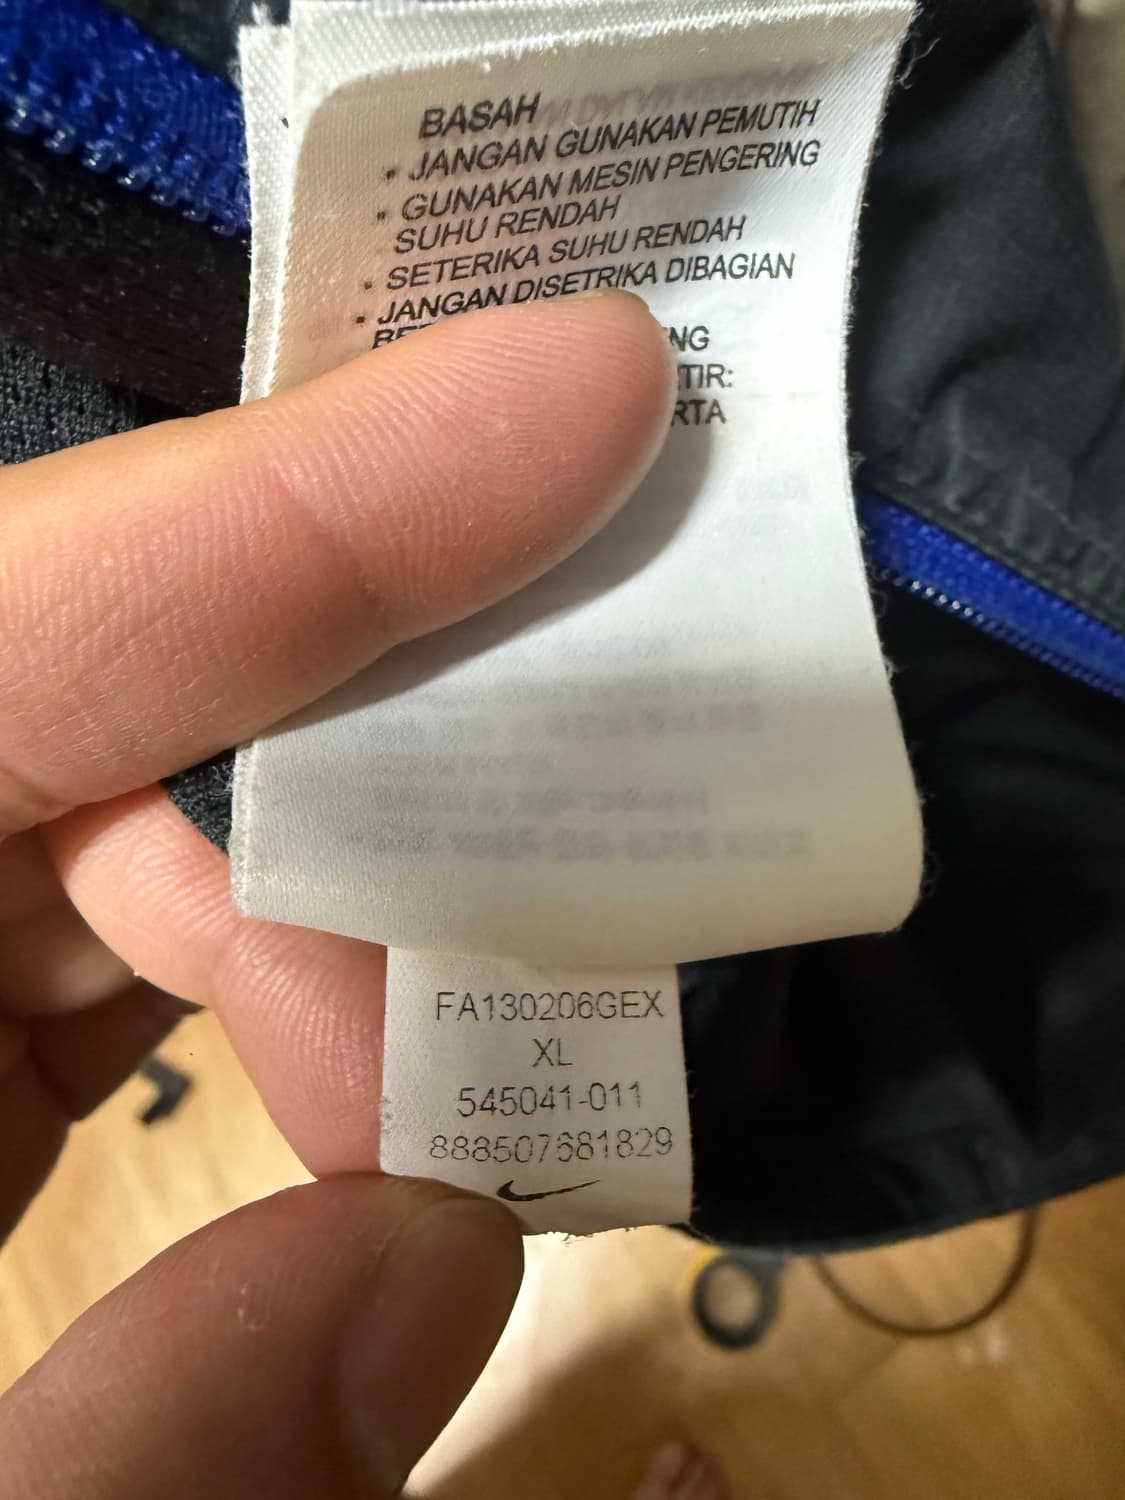 BASAH
• JANGAN GUNAKAN PEMUTIH
• GUNAKAN MESIN PENGERING
SUHU RENDAH
• SETERIKA SUHU RENDAH
• JANGAN DISETRIKA DIBAGIAN
FA130206GEX
XL
545041-011
888507681829